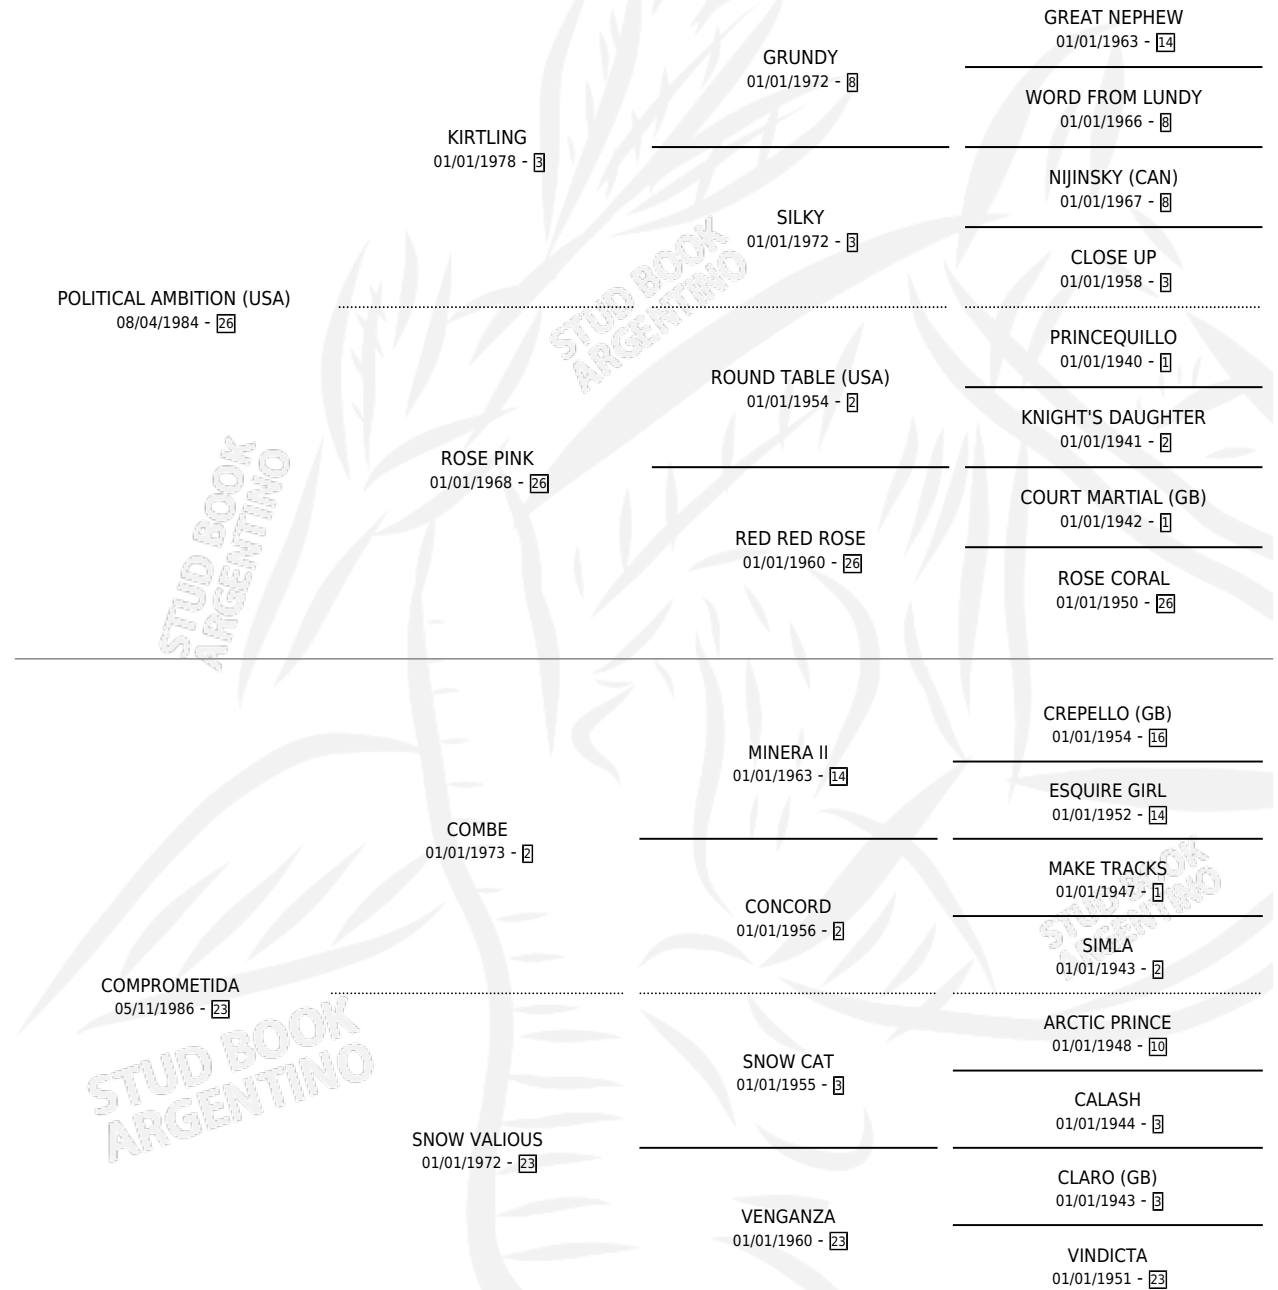 GREAT NEPHEW
01/01/1963 - 14
GRUNDY
01/01/1972 - 8
WORD FROM LUNDY
01/01/1966 - 8
KIRTLING
01/01/1978 - 3
NIJINSKY (CAN)
01/01/1967 - 8
SILKY
01/01/1972 - 3
CLOSE UP
01/01/1958 - 3
POLITICAL AMBITION (USA)
08/04/1984 - 26
PRINCEQUILLO
01/01/1940 - 1
ROUND TABLE (USA)
01/01/1954 - 2
KNIGHT'S DAUGHTER
01/01/1941 - 2
ROSE PINK
01/01/1968 - 26
COURT MARTIAL (GB)
01/01/1942 - 1
RED RED ROSE
01/01/1960 - 26
ROSE CORAL
01/01/1950 - 26
CREPELLO (GB)
01/01/1954 - 16
MINERA II
01/01/1963 - 14
ESQUIRE GIRL
01/01/1952 - 14
COMBE
01/01/1973 - 2
MAKE TRACKS
01/01/1947 - 1
CONCORD
01/01/1956 - 2
SIMLA
01/01/1943 - 2
COMPROMETIDA
05/11/1986 - 23
ARCTIC PRINCE
01/01/1948 - 10
SNOW CAT
01/01/1955 - 3
CALASH
01/01/1944 - 3
SNOW VALIOUS
01/01/1972 - 23
CLARO (GB)
01/01/1943 - 3
VENGANZA
01/01/1960 - 23
VINDICTA
01/01/1951 - 23
STUD BOOK
ARGENTINO
STUD BOOK
ARGENTINO
STUD BOOK
ARGENTINO
STUD BOOK
ARGENTINO